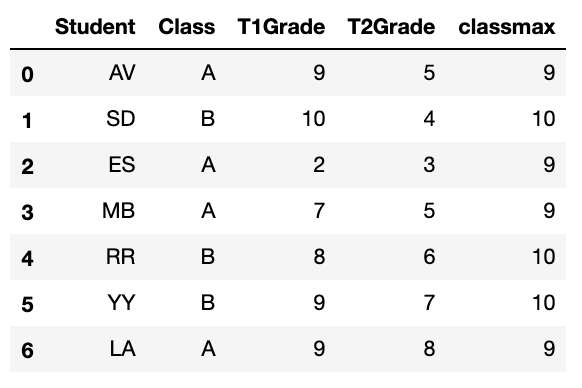 Student Class T1Grade T2Grade classmax
0 AV A 9 5 9
1 SD B 10 4 10
2 ES A 2 3 9
3 MB A 7 5 9
4 RR B 8 6 10
5 YY B 9 7 10
6 LA A 9 8 9